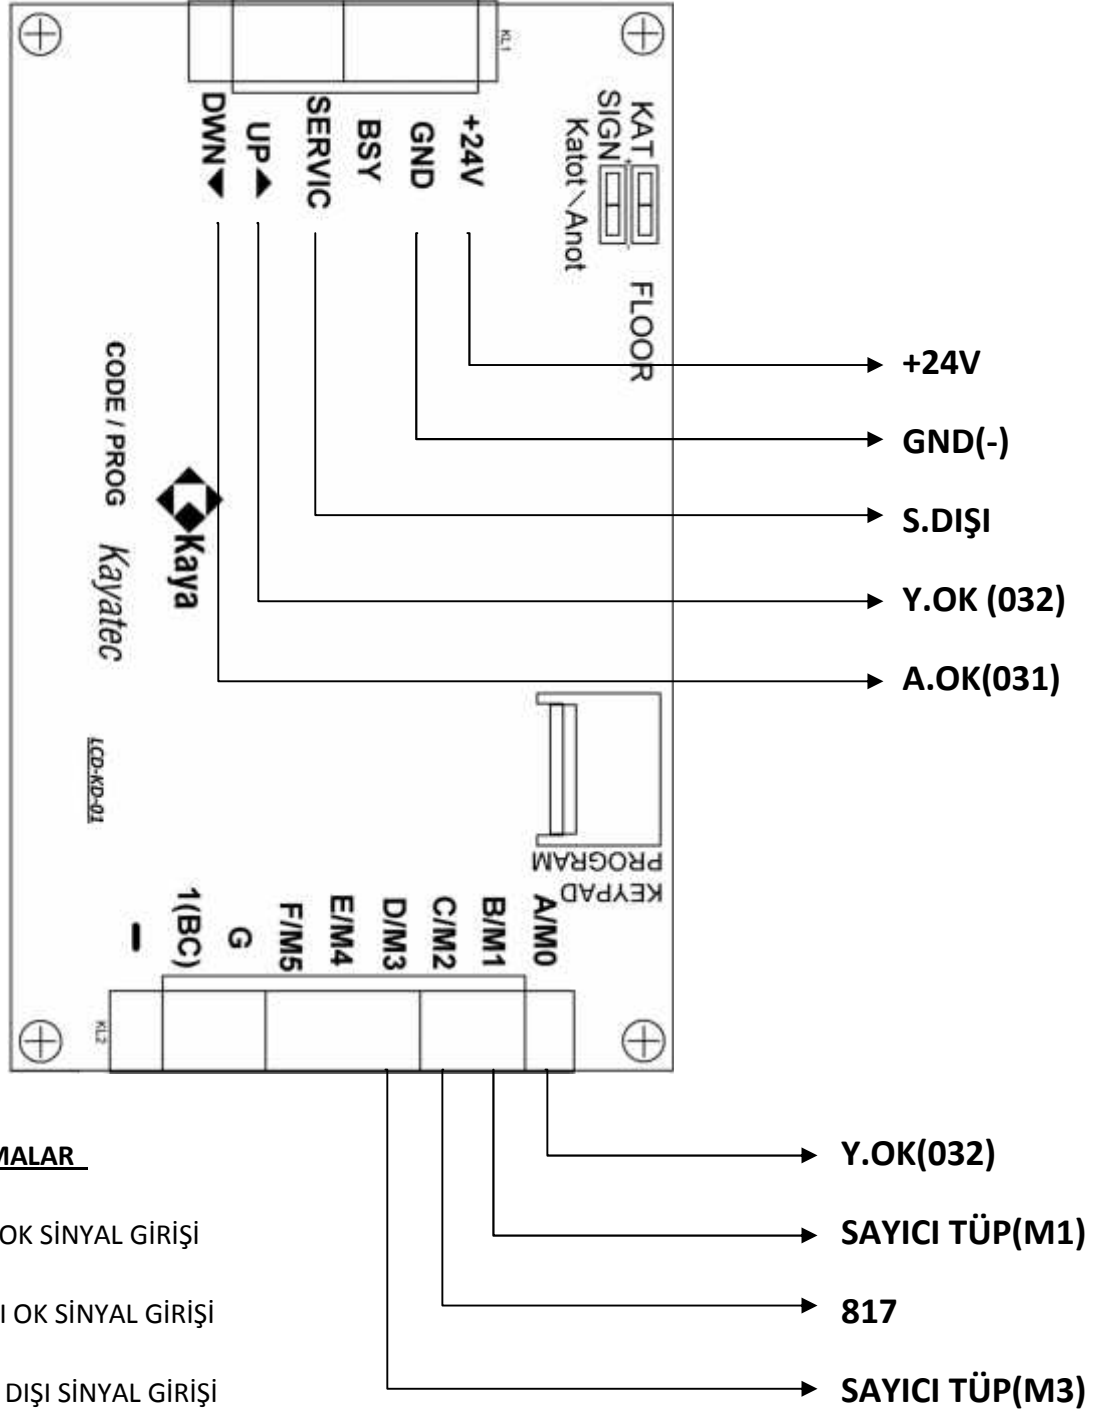 KL1
DWN◀
UP▶
SERVIC
BSY
GND
+24V
KAT
SIGN
Katot \ Anot
FLOOR
+24V
GND(-)
S.DIŞI
Y.OK (032)
A.OK(031)
CODE / PROG
Kayatec
Kaya
LCD-KD-01
PROGRAM
KEYPAD
1(BC)
G
F/M5
E/M4
D/M3
C/M2
B/M1
A/M0
KL2
MALAR
Y.OK(032)
OK SİNYAL GİRİŞİ
SAYICI TÜP(M1)
I OK SİNYAL GİRİŞİ
817
DIŞI SİNYAL GİRİŞİ
SAYICI TÜP(M3)